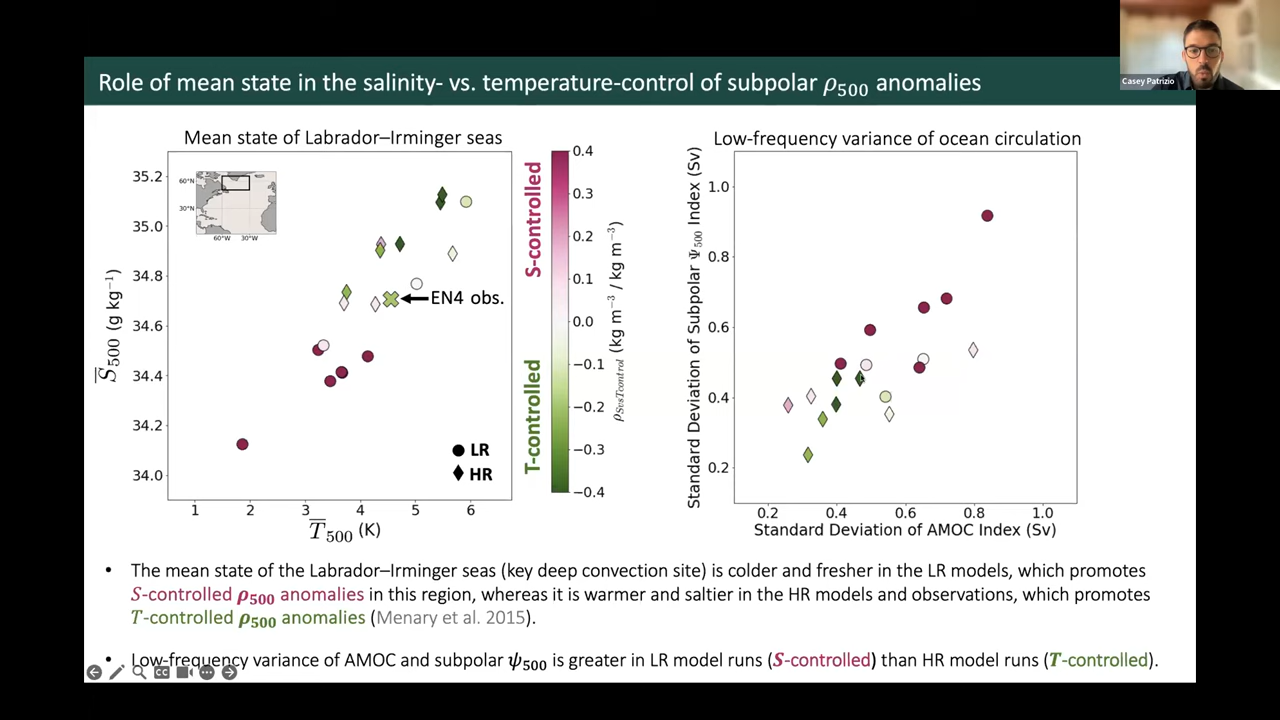 Casey Patrizio
Role of mean state in the salinity- vs. temperature-control of subpolar ρ500 anomalies
Mean state of Labrador–Irminger seas
S̅500 (g kg⁻¹)
35.2
35.0
34.8
34.6
34.4
34.2
34.0
60°N
30°N
60°W 30°W
EN4 obs.
LR
HR
1 2 3 4 5 6
T̅500 (K)
S-controlled
T-controlled
0.4
0.3
0.2
0.1
0.0
−0.1
−0.2
−0.3
−0.4
ρSvsTcontrol (kg m⁻³ / kg m⁻³)
Low-frequency variance of ocean circulation
Standard Deviation of Subpolar Ψ500 Index (Sv)
1.0
0.8
0.6
0.4
0.2
0.2 0.4 0.6 0.8 1.0
Standard Deviation of AMOC Index (Sv)
• The mean state of the Labrador–Irminger seas (key deep convection site) is colder and fresher in the LR models, which promotes
S-controlled ρ500 anomalies in this region, whereas it is warmer and saltier in the HR models and observations, which promotes
T-controlled ρ500 anomalies (Menary et al. 2015).
• Low-frequency variance of AMOC and subpolar ψ500 is greater in LR model runs (S-controlled) than HR model runs (T-controlled).